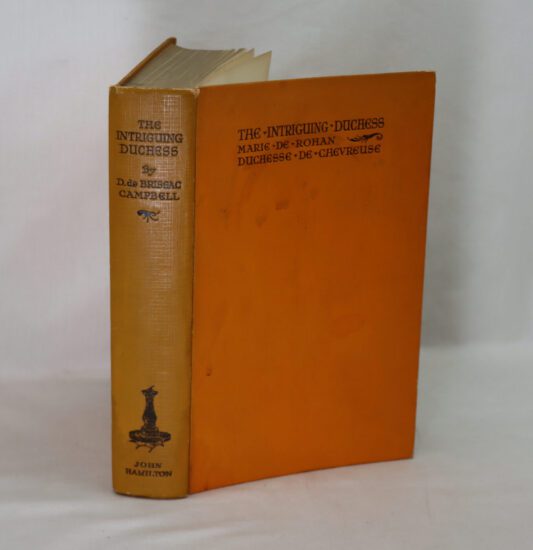 THE
INTRIGUING
DUCHESS
By
D. de BRISSAC
CAMPBELL
JOHN
HAMILTON
THE·INTRIGUING·DUCHESS
MARIE·DE·ROHAN
DUCHESSE·DE·CHEVREUSE